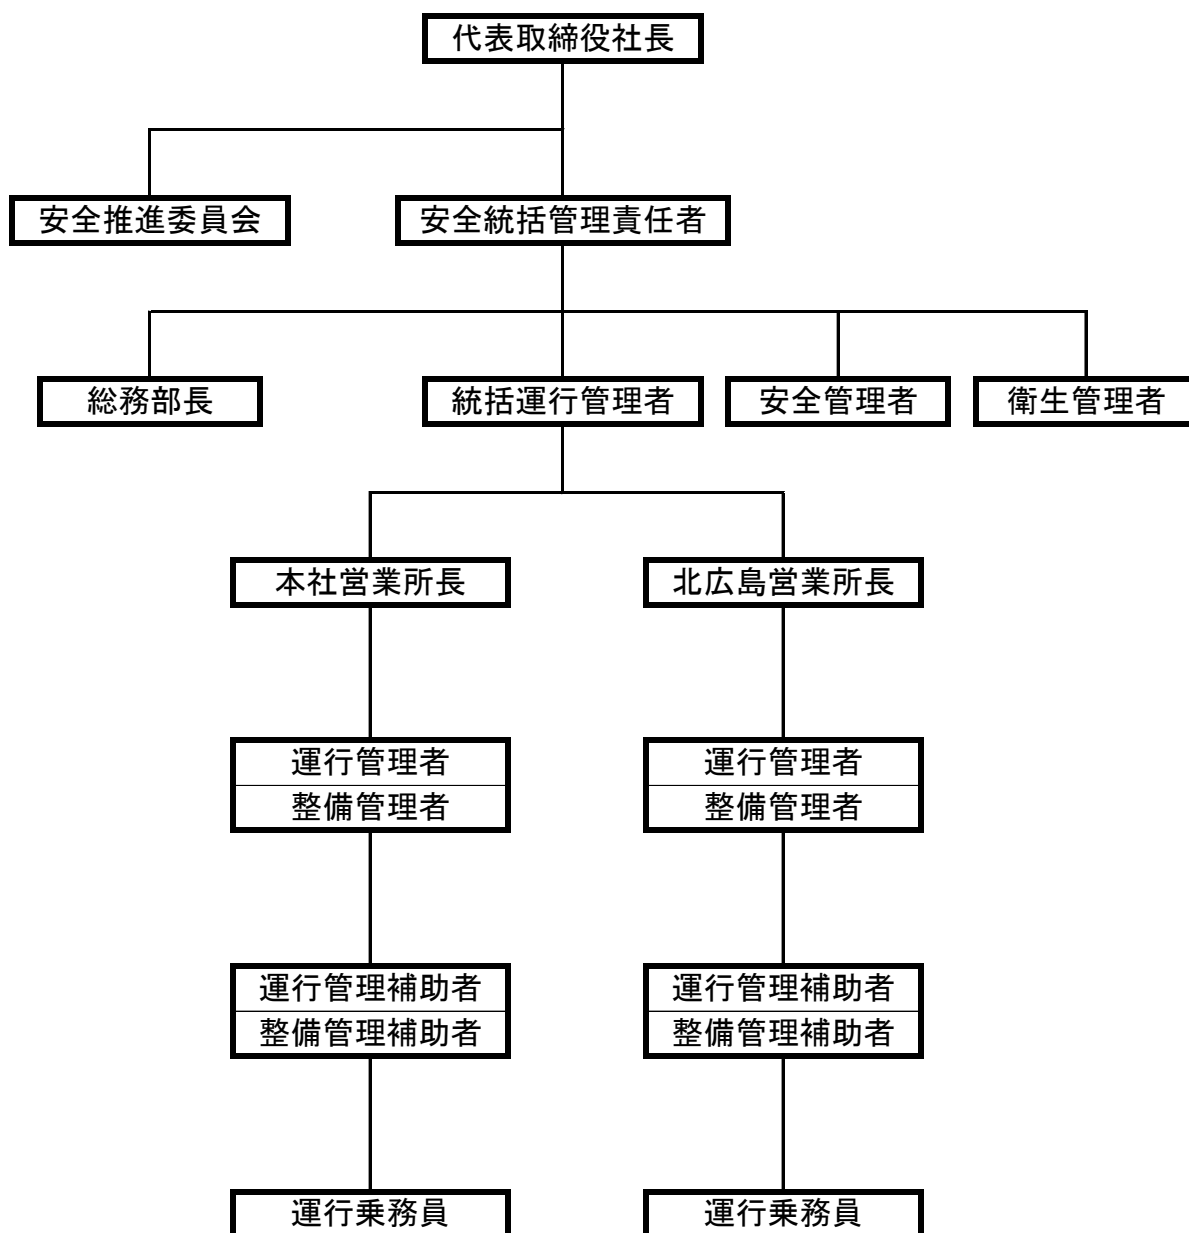 代表取締役社長
安全推進委員会
安全統括管理責任者
総務部長
統括運行管理者
安全管理者
衛生管理者
本社営業所長
北広島営業所長
運行管理者
整備管理者
運行管理者
整備管理者
運行管理補助者
整備管理補助者
運行管理補助者
整備管理補助者
運行乗務員
運行乗務員